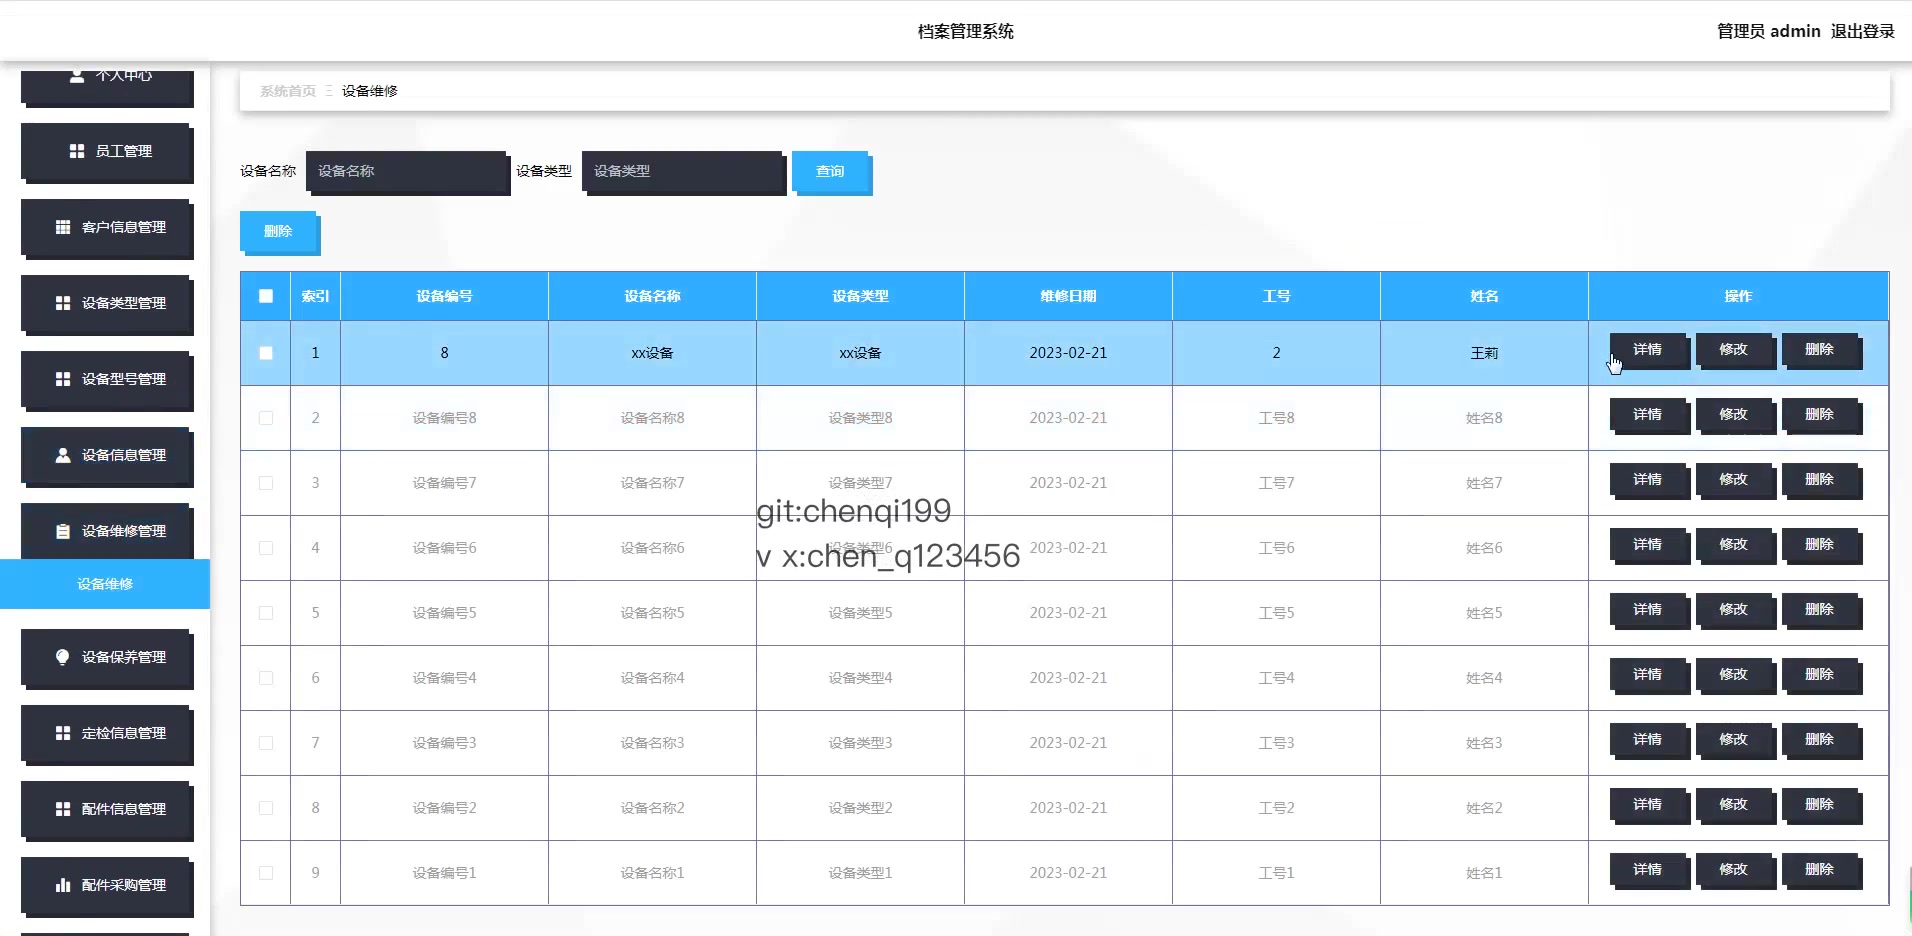 档案管理系统
管理员 admin 退出登录
个人中心
员工管理
客户信息管理
设备类型管理
设备型号管理
设备信息管理
设备维修管理
设备维修
设备保养管理
定检信息管理
配件信息管理
配件采购管理
系统首页 设备维修
设备名称 设备名称 设备类型 设备类型 查询
删除
索引 设备编号 设备名称 设备类型 维修日期 工号 姓名 操作
1 8 xx设备 xx设备 2023-02-21 2 王莉 详情 修改 删除
2 设备编号8 设备名称8 设备类型8 2023-02-21 工号8 姓名8 详情 修改 删除
3 设备编号7 设备名称7 设备类型7 2023-02-21 工号7 姓名7 详情 修改 删除
git:chenqi199
4 设备编号6 设备名称6 设备类型6 2023-02-21 工号6 姓名6 详情 修改 删除
v x:chen_q123456
5 设备编号5 设备名称5 设备类型5 2023-02-21 工号5 姓名5 详情 修改 删除
6 设备编号4 设备名称4 设备类型4 2023-02-21 工号4 姓名4 详情 修改 删除
7 设备编号3 设备名称3 设备类型3 2023-02-21 工号3 姓名3 详情 修改 删除
8 设备编号2 设备名称2 设备类型2 2023-02-21 工号2 姓名2 详情 修改 删除
9 设备编号1 设备名称1 设备类型1 2023-02-21 工号1 姓名1 详情 修改 删除